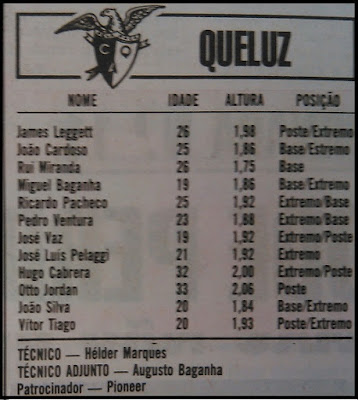 C Q
QUELUZ
NOME IDADE ALTURA POSIÇÃO
James Leggett 26 1,98 Poste/Extremo
João Cardoso 25 1,86 Base/Estremo
Rui Miranda 26 1,75 Base
Miguel Baganha 19 1,86 Base/Extremo
Ricardo Pacheco 25 1,92 Extremo/Base
Pedro Ventura 23 1,88 Extremo/Base
José Vaz 19 1,92 Extremo/Poste
José Luís Pelaggi 21 1,92 Extremo
Hugo Cabrera 32 2,00 Extremo/Poste
Otto Jordan 33 2,06 Poste
João Silva 20 1,84 Base/Extremo
Vítor Tiago 20 1,93 Poste/Extremo
TÉCNICO — Hélder Marques
TÉCNICO ADJUNTO — Augusto Baganha
Patrocinador — Pioneer